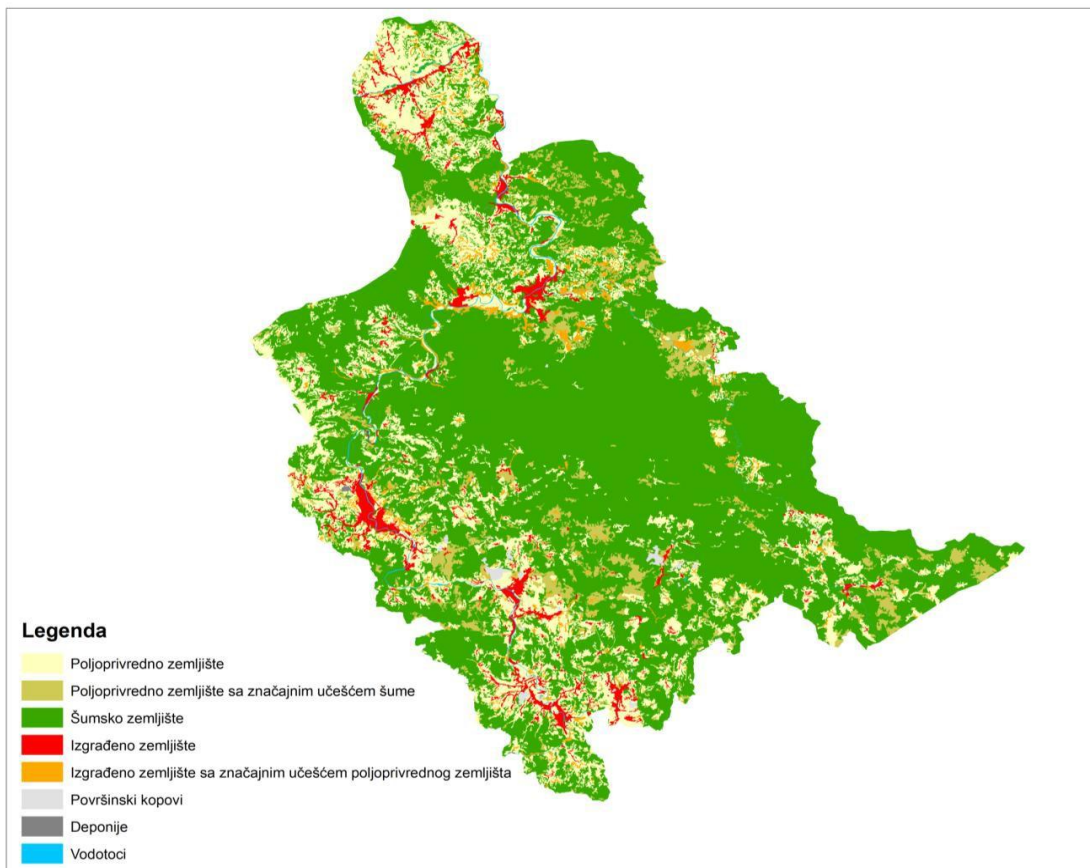 Legenda
Poljoprivredno zemljište
Poljoprivredno zemljište sa značajnim učešćem šume
Šumsko zemljište
Izgrađeno zemljište
Izgrađeno zemljište sa značajnim učešćem poljoprivrednog zemljišta
Površinski kopovi
Deponije
Vodotoci